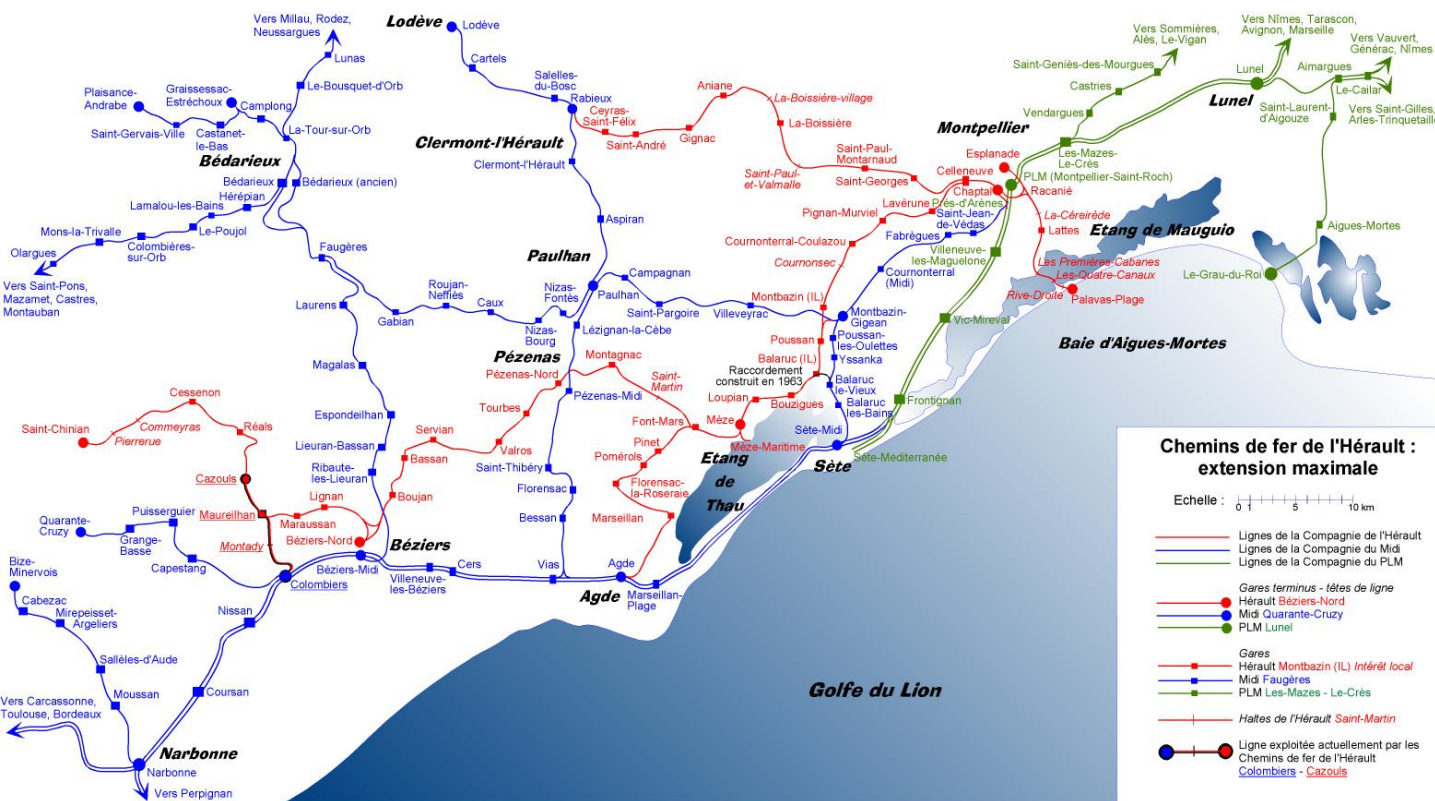 Vers Millau, Rodez,
Neussargues
Lunas
Le-Bousquet-d'Orb
Plaisance-
Andrabe
Graissessac-
Estréchoux
Camplong
Saint-Gervais-Ville
Castanet-
le-Bas
La-Tour-sur-Orb
Bédarieux
Bédarieux
Bédarieux (ancien)
Hérépian
Lamalou-les-Bains
Le-Poujol
Mons-la-Trivalle
Colombières-
sur-Orb
Olargues
Vers Saint-Pons,
Mazamet, Castres,
Montauban
Faugères
Laurens
Gabian
Roujan-
Neffiès
Caux
Nizas-
Bourg
Nizas-
Fontès
Magalas
Espondeilhan
Lieuran-Bassan
Ribaute-
les-Lieuran
Lodève
Lodève
Cartels
Salelles-
du-Bosc
Rabieux
Ceyras-
Saint-Félix
Saint-André
Gignac
Aniane
La-Boissière-village
La-Boissière
Saint-Paul-
et-Valmalle
Saint-Paul-
Montarnaud
Saint-Georges
Clermont-l'Hérault
Clermont-l'Hérault
Aspiran
Paulhan
Paulhan
Campagnan
Saint-Pargoire
Villeveyrac
Lézignan-la-Cèbe
Pézenas
Pézenas-Nord
Montagnac
Saint-
Martin
Pézenas-Midi
Tourbes
Valros
Servian
Bassan
Boujan
Font-Mars
Pinet
Pomérols
Florensac-
la-Roseraie
Marseillan
Saint-Thibéry
Florensac
Bessan
Vias
Agde
Agde
Marseillan-
Plage
Montpellier
Esplanade
Celleneuve
Chaptal
Racanié
PLM (Montpellier-Saint-Roch)
Prés-d'Arènes
Lavérune
Saint-Jean-
de-Védas
Pignan-Murviel
Fabrègues
Cournonterral-Coulazou
Cournonsec
Cournonterral
(Midi)
Montbazin (IL)
Montbazin-
Gigean
Poussan
Poussan-
les-Oulettes
Yssanka
Balaruc (IL)
Raccordement
construit en 1963
Balaruc
le-Vieux
Balaruc
les-Bains
Loupian
Bouzigues
Mèze
Mèze-Maritime
Etang
de
Thau
Sète-Midi
Sète
Sète-Méditerranée
Frontignan
Vic-Mireval
Villeneuve-
les-Maguelone
La-Céreirède
Lattes
Les Premières-Cabanes
Les-Quatre-Canaux
Rive-Droite
Palavas-Plage
Etang de Mauguio
Baie d'Aigues-Mortes
Vers Sommières,
Alès, Le-Vigan
Saint-Geniès-des-Mourgues
Castries
Vendargues
Les-Mazes-
Le-Crès
Vers Nîmes, Tarascon,
Avignon, Marseille
Lunel
Lunel
Vers Vauvert,
Générac, Nîmes
Aimargues
Le-Cailar
Saint-Laurent-
d'Aigouze
Vers Saint-Gilles,
Arles-Trinquetaille
Aigues-Mortes
Le-Grau-du-Roi
Saint-Chinian
Pierrerue
Commeyras
Cessenon
Réals
Cazouls
Maureilhan
Montady
Maraussan
Lignan
Béziers-Nord
Béziers
Béziers-Midi
Villeneuve-
les-Béziers
Cers
Colombiers
Quarante-
Cruzy
Grange-
Basse
Puisserguier
Capestang
Bize-
Minervois
Cabezac
Mirepeisset-
Argeliers
Sallèles-d'Aude
Moussan
Nissan
Coursan
Vers Carcassonne,
Toulouse, Bordeaux
Narbonne
Narbonne
Vers Perpignan
Golfe du Lion
Chemins de fer de l'Hérault :
extension maximale
Echelle :
0 1 5 10 km
Lignes de la Compagnie de l'Hérault
Lignes de la Compagnie du Midi
Lignes de la Compagnie du PLM
Gares terminus - têtes de ligne
Hérault Béziers-Nord
Midi Quarante-Cruzy
PLM Lunel
Gares
Hérault Montbazin (IL) Intérêt local
Midi Faugères
PLM Les-Mazes - Le-Crès
Haltes de l'Hérault Saint-Martin
Ligne exploitée actuellement par les
Chemins de fer de l'Hérault
Colombiers - Cazouls